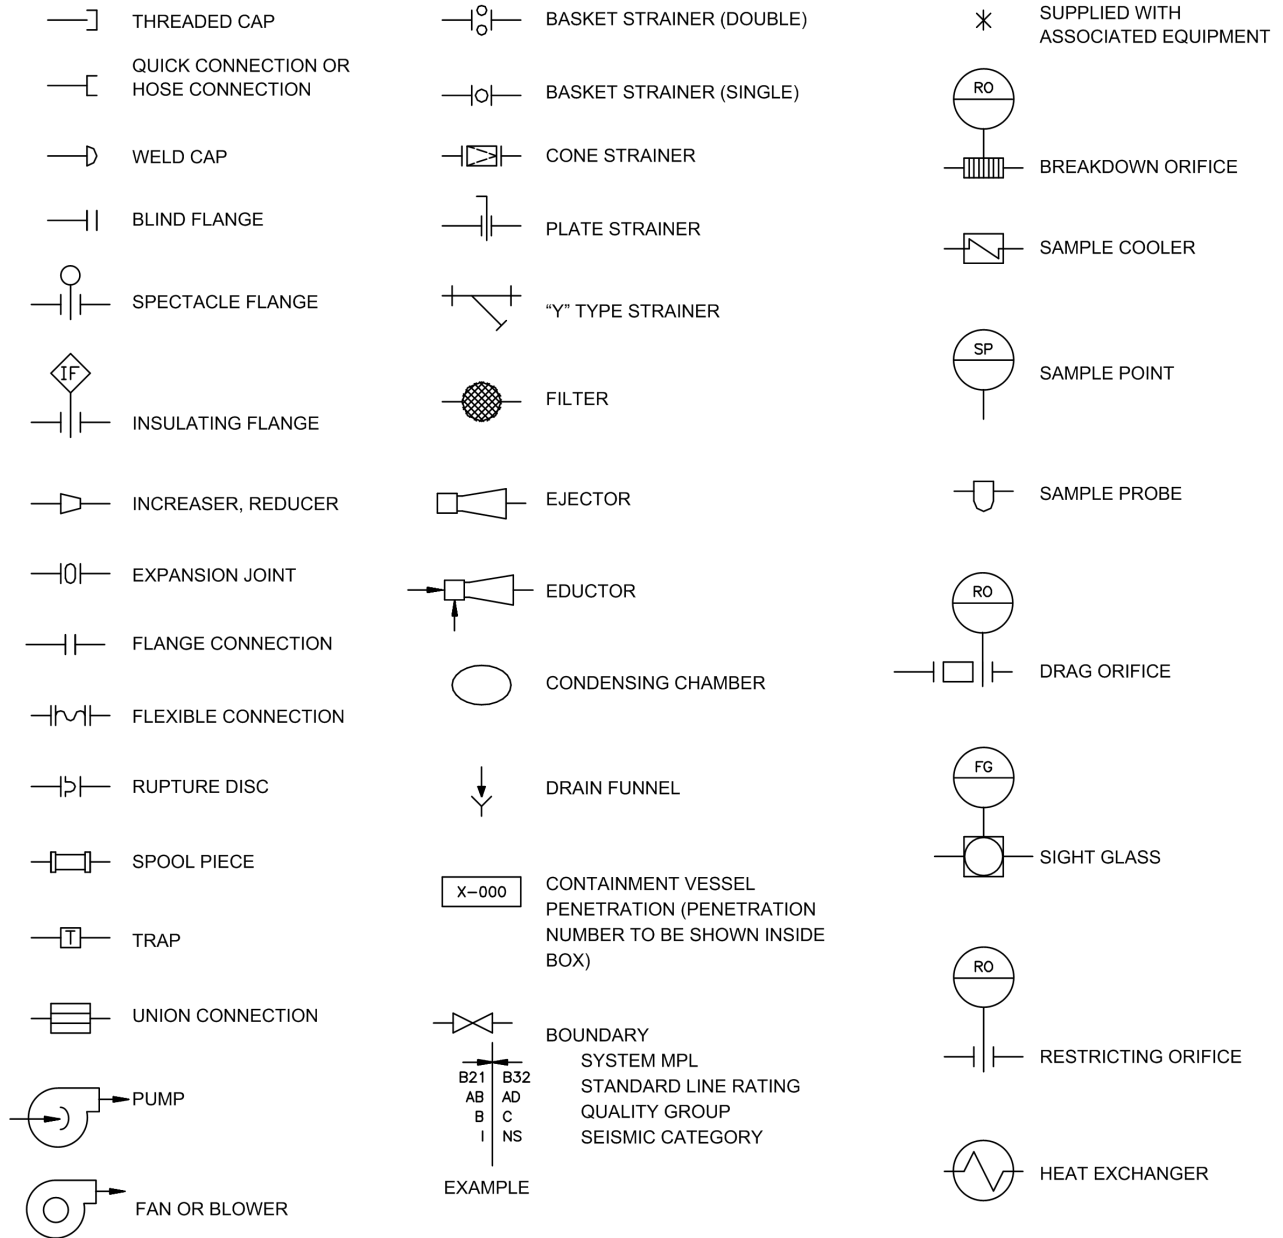 THREADED CAP
QUICK CONNECTION OR
HOSE CONNECTION
WELD CAP
BLIND FLANGE
SPECTACLE FLANGE
IF
INSULATING FLANGE
INCREASER, REDUCER
EXPANSION JOINT
FLANGE CONNECTION
FLEXIBLE CONNECTION
RUPTURE DISC
SPOOL PIECE
T
TRAP
UNION CONNECTION
PUMP
FAN OR BLOWER
BASKET STRAINER (DOUBLE)
BASKET STRAINER (SINGLE)
CONE STRAINER
PLATE STRAINER
“Y” TYPE STRAINER
FILTER
EJECTOR
EDUCTOR
CONDENSING CHAMBER
DRAIN FUNNEL
X-000
CONTAINMENT VESSEL
PENETRATION (PENETRATION
NUMBER TO BE SHOWN INSIDE
BOX)
BOUNDARY
SYSTEM MPL
B21 B32
STANDARD LINE RATING
AB AD
QUALITY GROUP
B C
SEISMIC CATEGORY
I NS
EXAMPLE
SUPPLIED WITH
ASSOCIATED EQUIPMENT
RO
BREAKDOWN ORIFICE
SAMPLE COOLER
SP
SAMPLE POINT
SAMPLE PROBE
RO
DRAG ORIFICE
FG
SIGHT GLASS
RO
RESTRICTING ORIFICE
HEAT EXCHANGER